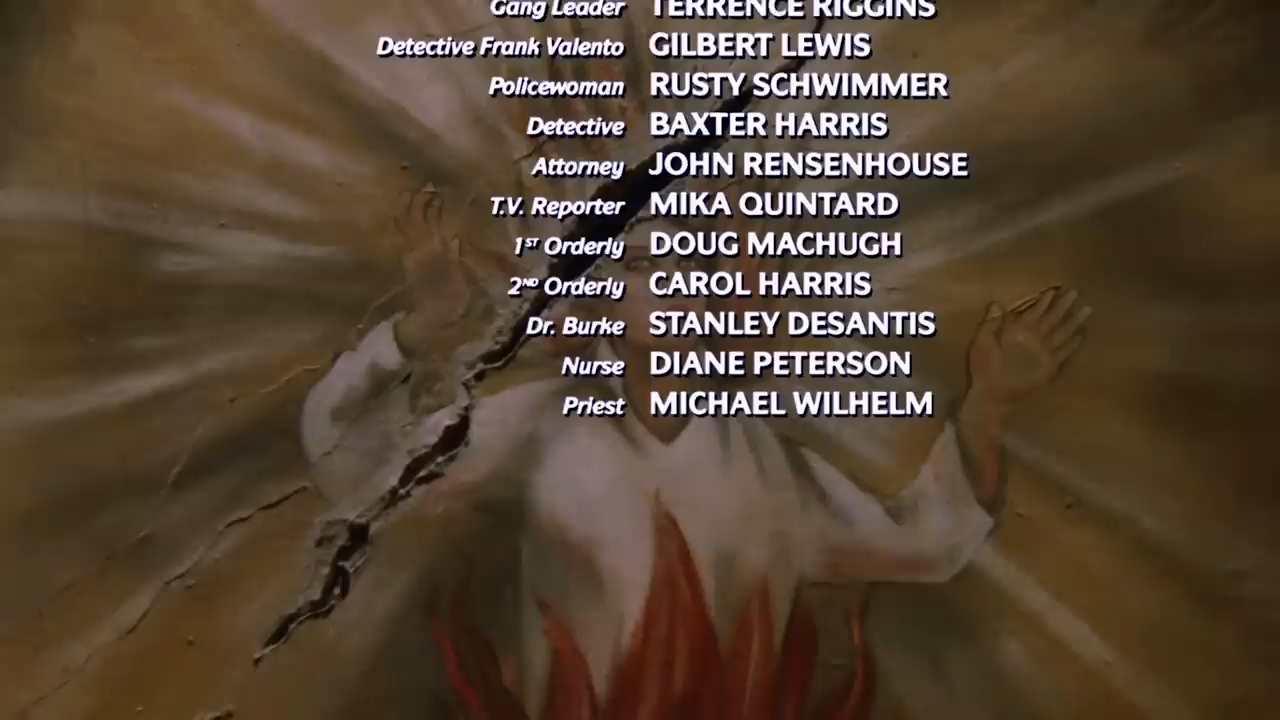 Gang Leader TERRENCE RIGGINS
Detective Frank Valento GILBERT LEWIS
Policewoman RUSTY SCHWIMMER
Detective BAXTER HARRIS
Attorney JOHN RENSENHOUSE
T.V. Reporter MIKA QUINTARD
1ST Orderly DOUG MACHUGH
2ND Orderly CAROL HARRIS
Dr. Burke STANLEY DESANTIS
Nurse DIANE PETERSON
Priest MICHAEL WILHELM